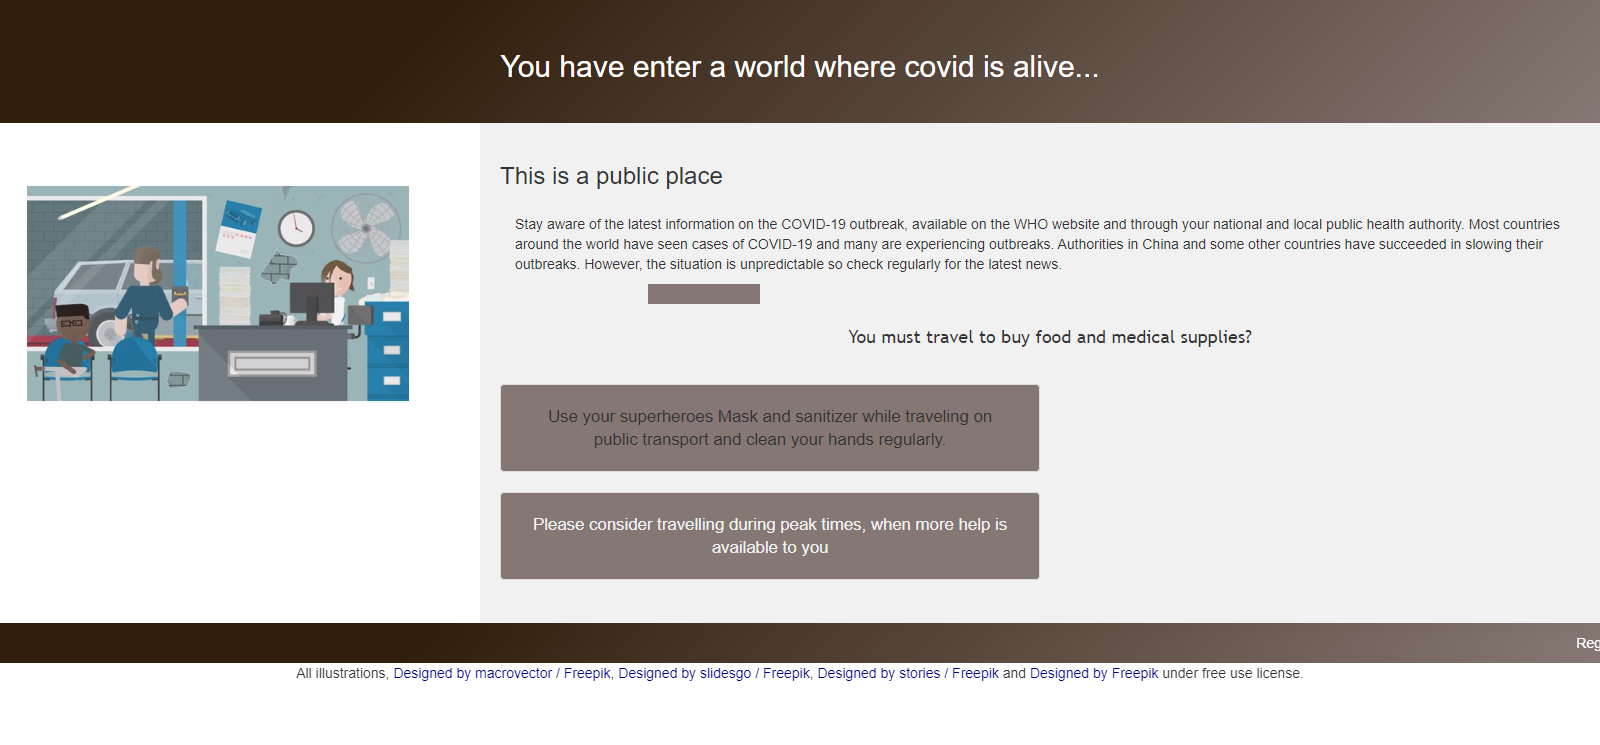 You have enter a world where covid is alive...
This is a public place
Stay aware of the latest information on the COVID-19 outbreak, available on the WHO website and through your national and local public health authority. Most countries
around the world have seen cases of COVID-19 and many are experiencing outbreaks. Authorities in China and some other countries have succeeded in slowing their
outbreaks. However, the situation is unpredictable so check regularly for the latest news.
You must travel to buy food and medical supplies?
Use your superheroes Mask and sanitizer while traveling on
public transport and clean your hands regularly.
Please consider travelling during peak times, when more help is
available to you
Reg
All illustrations, Designed by macrovector / Freepik, Designed by slidesgo / Freepik, Designed by stories / Freepik and Designed by Freepik under free use license.